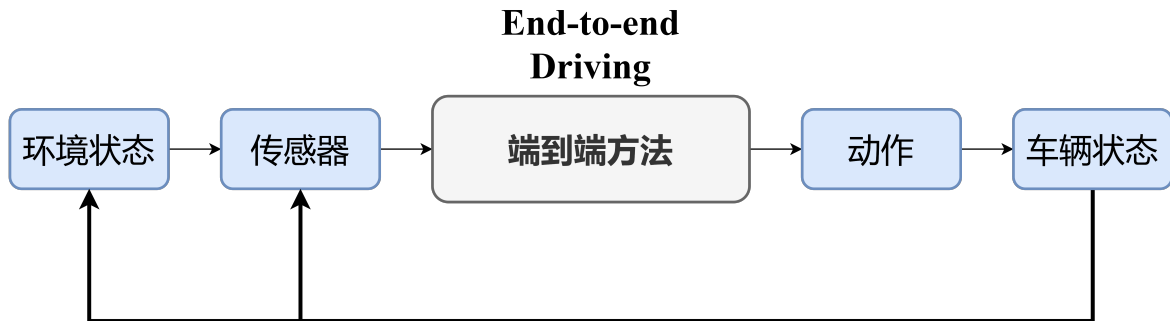 End-to-end
Driving
环境状态
传感器
端到端方法
动作
车辆状态